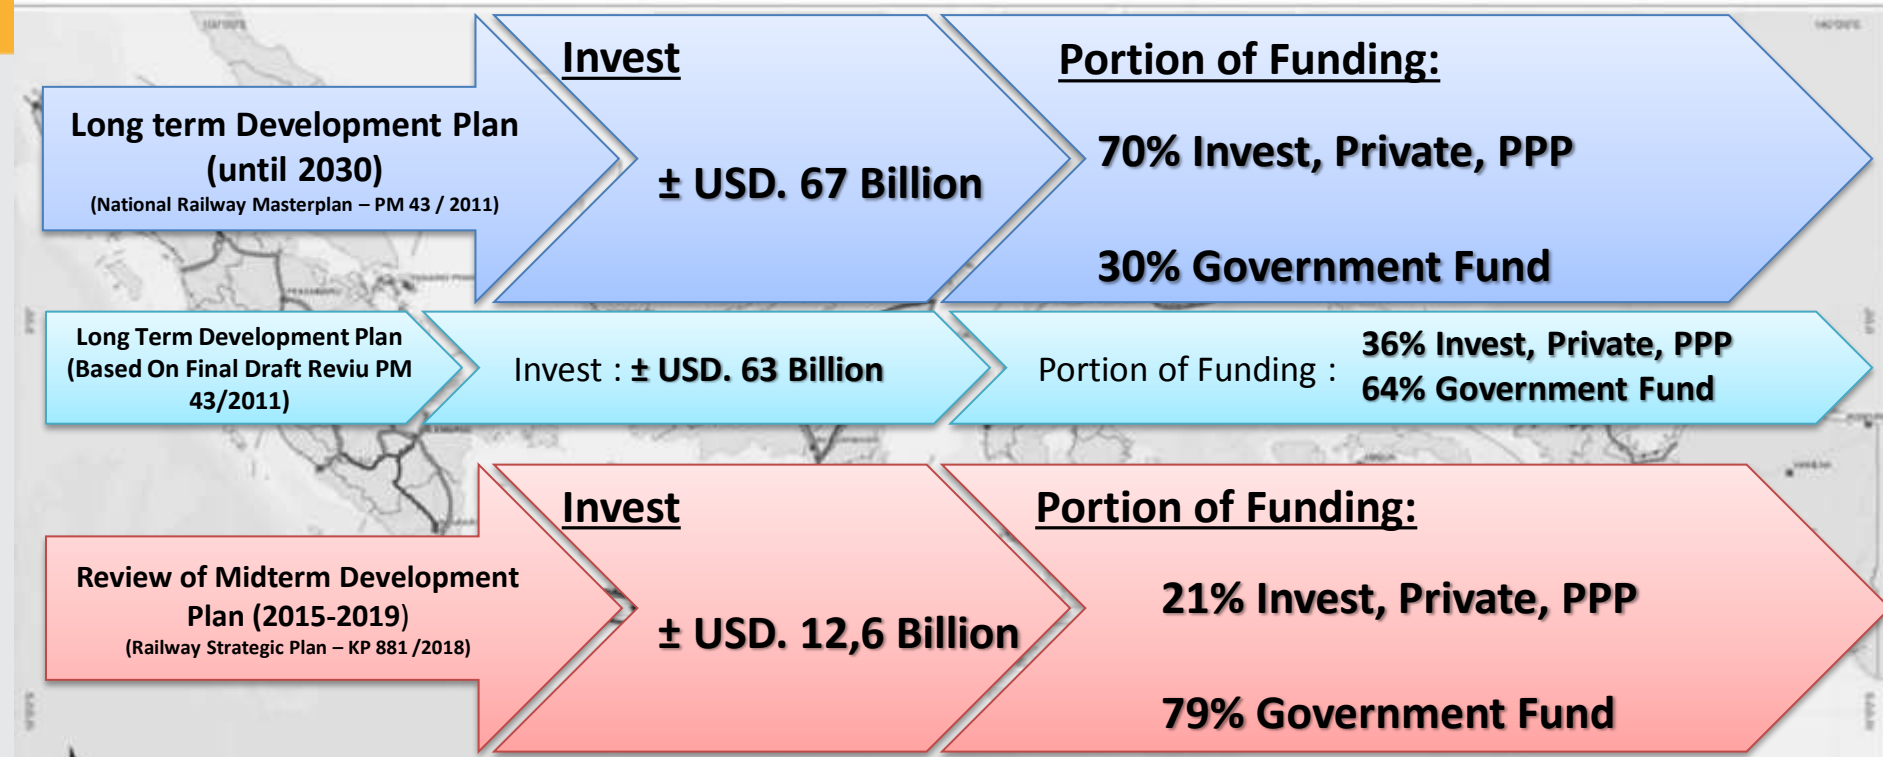 Long term Development Plan
(until 2030)
(National Railway Masterplan – PM 43 / 2011)
Invest
± USD. 67 Billion
Portion of Funding:
70% Invest, Private, PPP
30% Government Fund
Long Term Development Plan
(Based On Final Draft Reviu PM
43/2011)
Invest : ± USD. 63 Billion
Portion of Funding :
36% Invest, Private, PPP
64% Government Fund
Review of Midterm Development
Plan (2015-2019)
(Railway Strategic Plan – KP 881 /2018)
Invest
± USD. 12,6 Billion
Portion of Funding:
21% Invest, Private, PPP
79% Government Fund